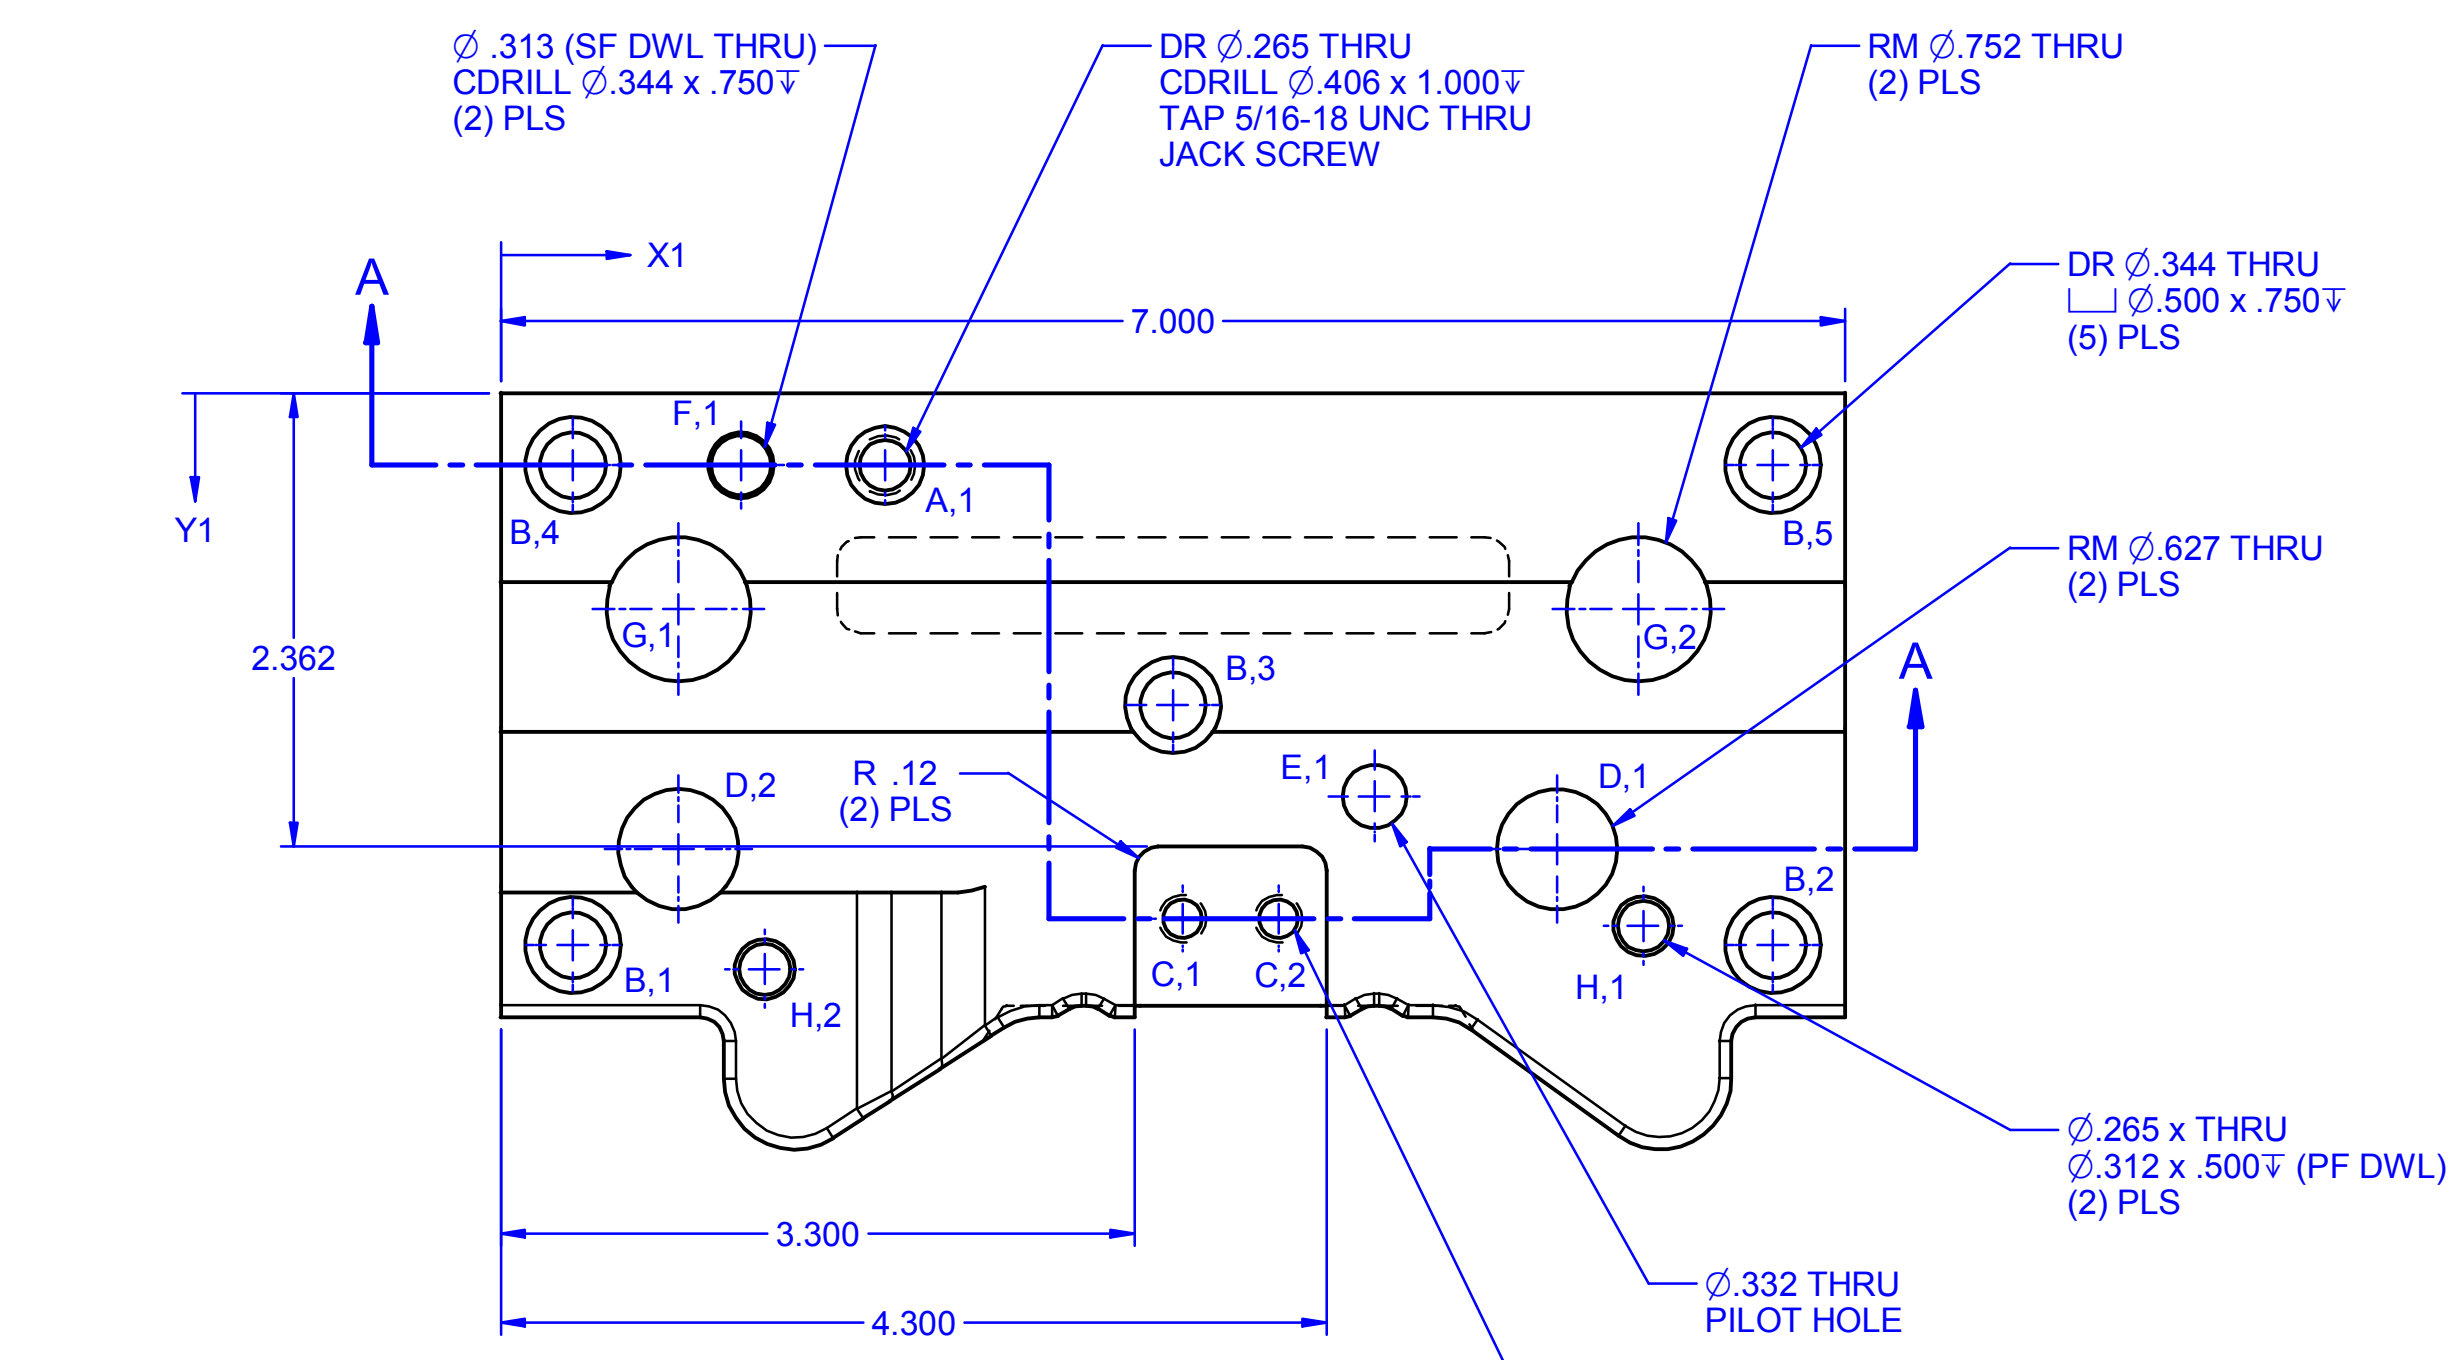 ∅ .313 (SF DWL THRU)
CDRILL ∅.344 x .750↧
(2) PLS
DR ∅.265 THRU
CDRILL ∅.406 x 1.000↧
TAP 5/16-18 UNC THRU
JACK SCREW
RM ∅.752 THRU
(2) PLS
X1
A
DR ∅.344 THRU
⌴ ∅.500 x .750↧
(5) PLS
7.000
F,1
A,1
Y1
B,4
B,5
RM ∅.627 THRU
(2) PLS
G,1
G,2
2.362
B,3
A
R .12
(2) PLS
D,2
E,1
D,1
B,2
B,1
C,1
C,2
H,1
H,2
∅.265 x THRU
∅.312 x .500↧ (PF DWL)
(2) PLS
3.300
∅.332 THRU
PILOT HOLE
4.300